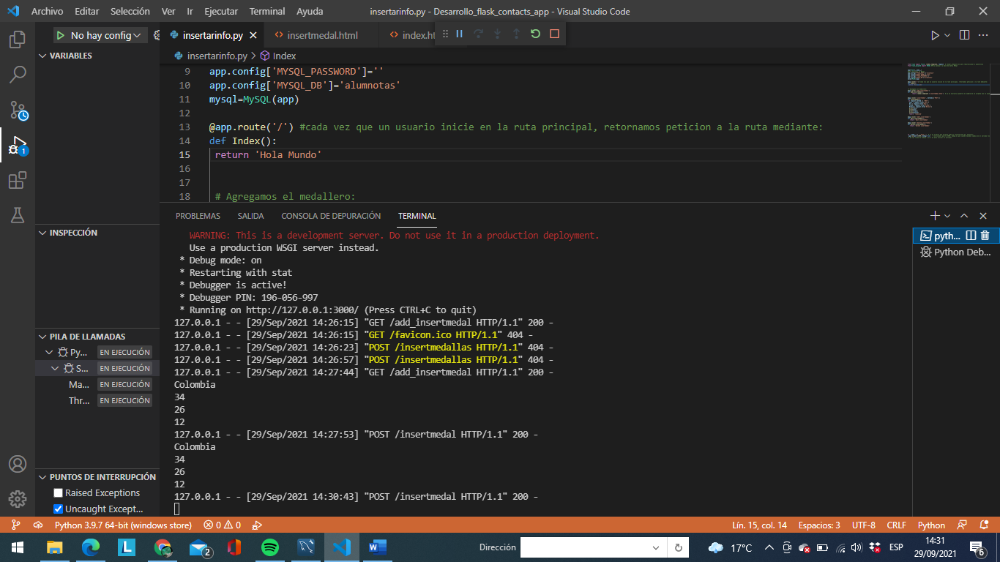 Archivo Editar Selección Ver Ir Ejecutar Terminal Ayuda
insertarinfo.py - Desarrollo_flask_contacts_app - Visual Studio Code
No hay config
insertarinfo.py
insertmedal.html
index.ht
VARIABLES
insertarinfo.py > Index
9 app.config['MYSQL_PASSWORD']=''
10 app.config['MYSQL_DB']='alumnotas'
11 mysql=MySQL(app)
12
13 @app.route('/') #cada vez que un usuario inicie en la ruta principal, retornamos peticion a la ruta mediante:
14 def Index():
15 return 'Hola Mundo'
16
17
18 # Agregamos el medallero:
PROBLEMAS SALIDA CONSOLA DE DEPURACIÓN TERMINAL
INSPECCIÓN
WARNING: This is a development server. Do not use it in a production deployment.
Use a production WSGI server instead.
* Debug mode: on
* Restarting with stat
* Debugger is active!
* Debugger PIN: 196-056-997
* Running on http://127.0.0.1:3000/ (Press CTRL+C to quit)
127.0.0.1 - - [29/Sep/2021 14:26:15] "GET /add_insertmedal HTTP/1.1" 200 -
127.0.0.1 - - [29/Sep/2021 14:26:15] "GET /favicon.ico HTTP/1.1" 404 -
127.0.0.1 - - [29/Sep/2021 14:26:23] "POST /insertmedallas HTTP/1.1" 404 -
127.0.0.1 - - [29/Sep/2021 14:26:57] "POST /insertmedallas HTTP/1.1" 404 -
127.0.0.1 - - [29/Sep/2021 14:27:44] "GET /add_insertmedal HTTP/1.1" 200 -
Colombia
34
26
12
127.0.0.1 - - [29/Sep/2021 14:27:53] "POST /insertmedal HTTP/1.1" 200 -
Colombia
34
26
12
127.0.0.1 - - [29/Sep/2021 14:30:43] "POST /insertmedal HTTP/1.1" 200 -
pyth...
Python Deb...
1
PILA DE LLAMADAS
Py... EN EJECUCIÓN
S... EN EJECUCIÓN
Ma... EN EJECUCIÓN
Thr... EN EJECUCIÓN
PUNTOS DE INTERRUPCIÓN
Raised Exceptions
Uncaught Except...
Python 3.9.7 64-bit (windows store) 0 0
Lín. 15, col. 14 Espacios: 3 UTF-8 CRLF Python
L 2 W
Dirección
17°C
ESP
14:31
29/09/2021
6